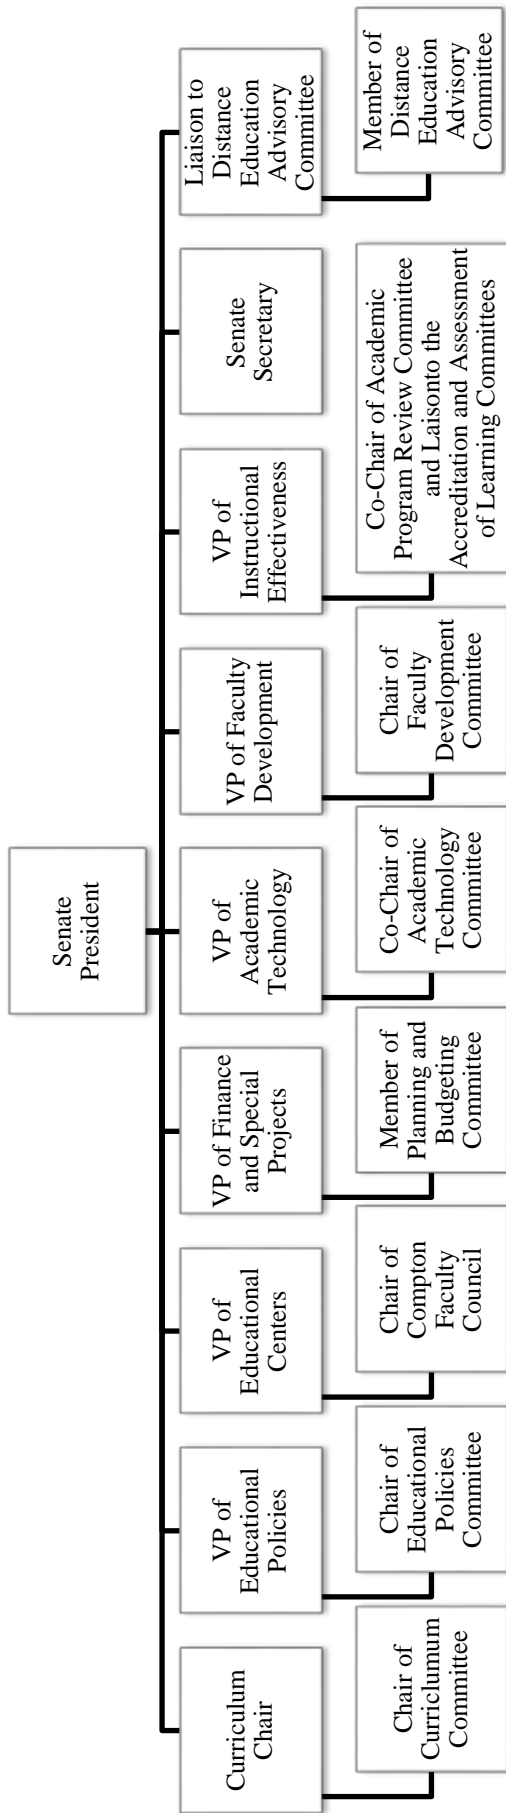 Senate
President
Curriculum
Chair
VP of
Educational
Policies
VP of
Educational
Centers
VP of Finance
and Special
Projects
VP of
Academic
Technology
VP of Faculty
Development
VP of
Instructional
Effectiveness
Senate
Secretary
Liaison to
Distance
Education
Advisory
Committee
Chair of
Curriclumum
Committee
Chair of
Educational
Policies
Committee
Chair of
Compton
Faculty
Council
Member of
Planning and
Budgeting
Committee
Co-Chair of
Academic
Technology
Committee
Chair of
Faculty
Development
Committee
Co-Chair of Academic
Program Review Committee
and Laisonto the
Accreditation and Assessment
of Learning Committees
Member of
Distance
Education
Advisory
Committee